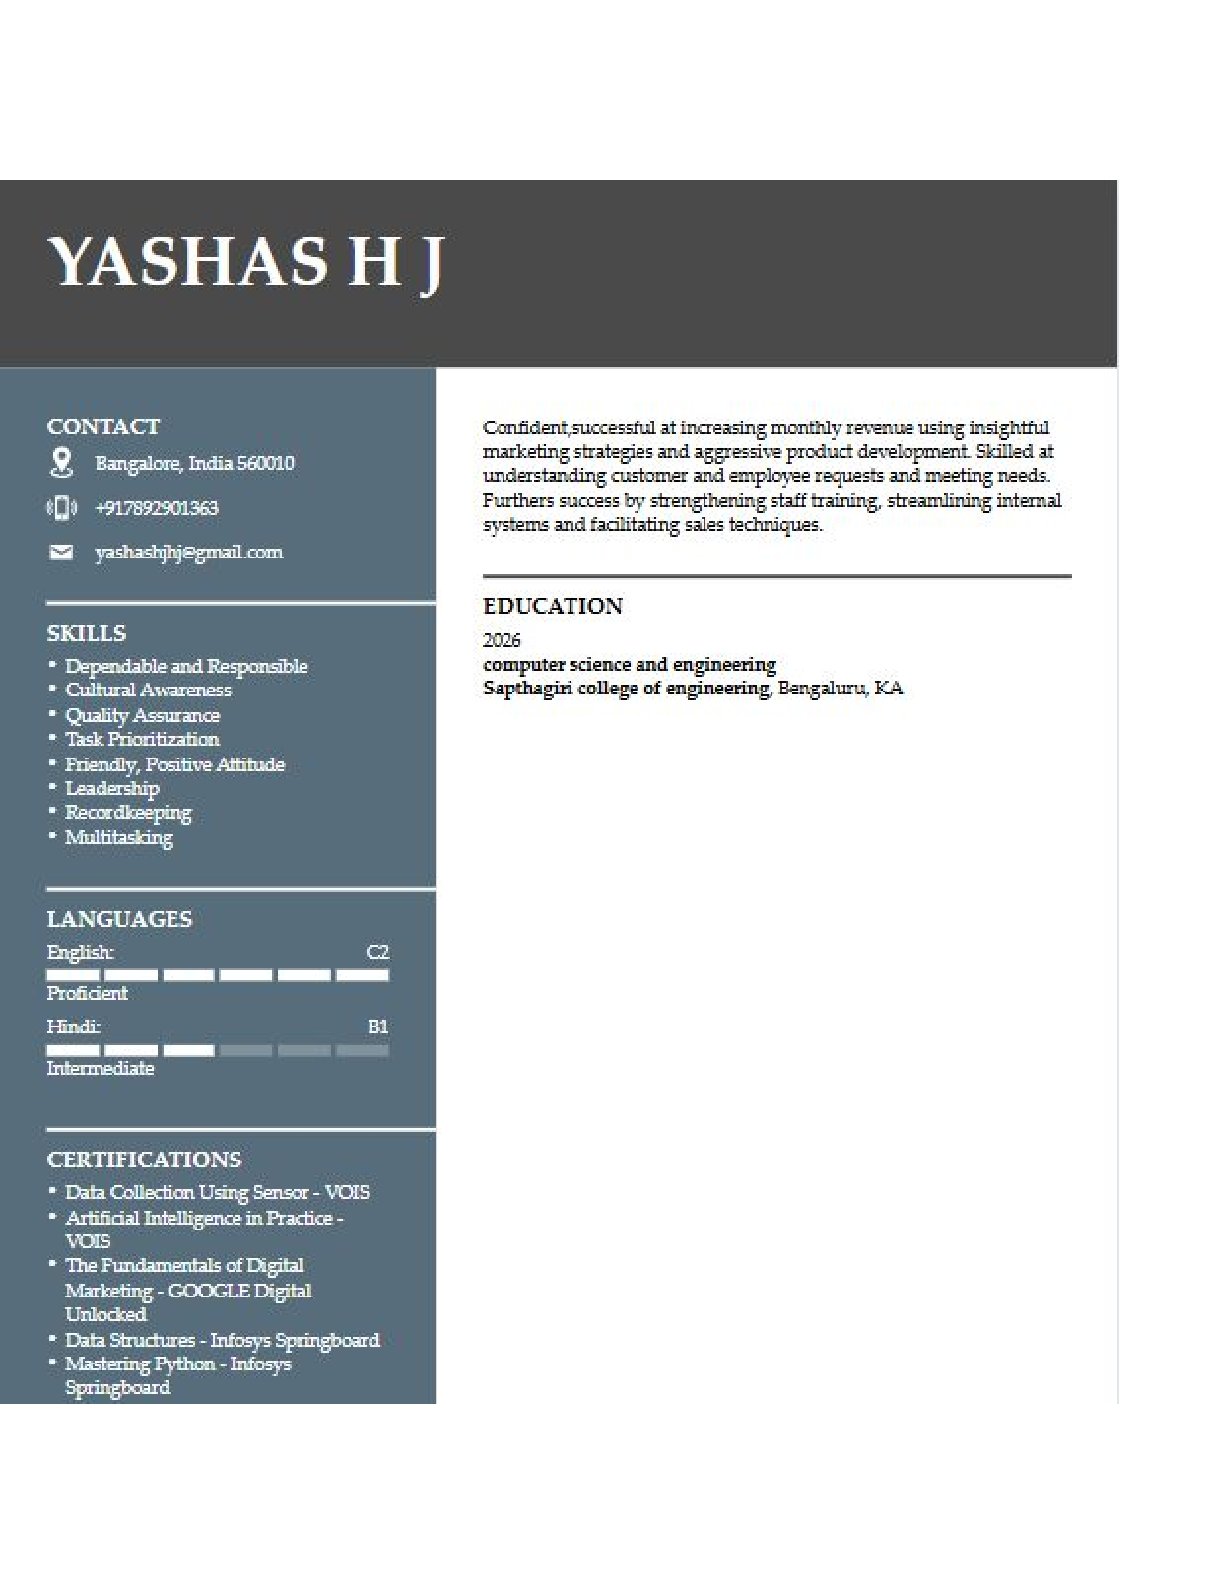 YASHAS H J
CONTACT
Bangalore, India 560010
+917892901363
yashashjhj@gmail.com
SKILLS
• Dependable and Responsible
• Cultural Awareness
• Quality Assurance
• Task Prioritization
• Friendly, Positive Attitude
• Leadership
• Recordkeeping
• Multitasking
LANGUAGES
English: C2
Proficient
Hindi: B1
Intermediate
CERTIFICATIONS
• Data Collection Using Sensor - VOIS
• Artificial Intelligence in Practice -
VOIS
• The Fundamentals of Digital
Marketing - GOOGLE Digital
Unlocked
• Data Structures - Infosys Springboard
• Mastering Python - Infosys
Springboard
Confident,successful at increasing monthly revenue using insightful
marketing strategies and aggressive product development. Skilled at
understanding customer and employee requests and meeting needs.
Furthers success by strengthening staff training, streamlining internal
systems and facilitating sales techniques.
EDUCATION
2026
computer science and engineering
Sapthagiri college of engineering, Bengaluru, KA